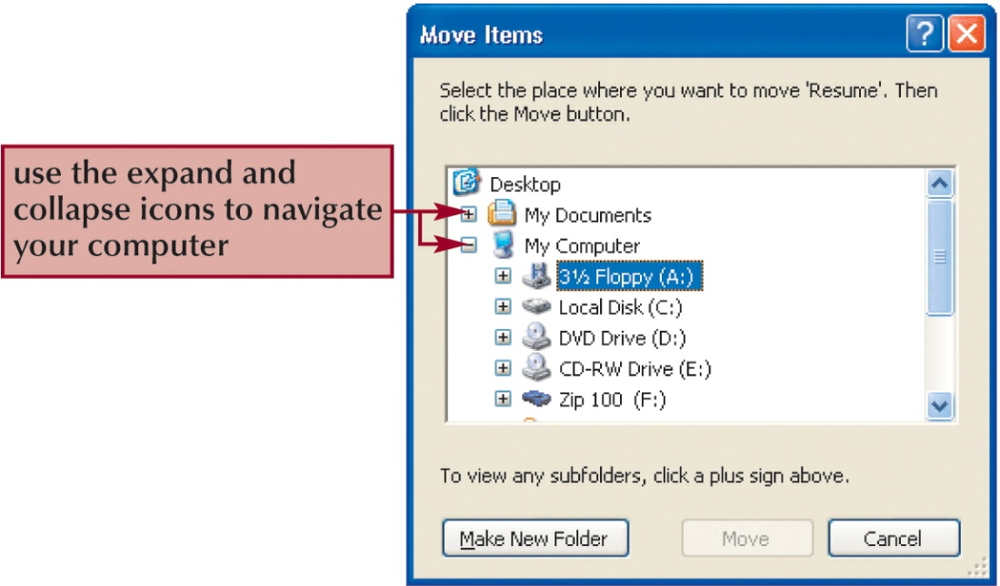 Move Items
Select the place where you want to move 'Resume'. Then
click the Move button.
use the expand and
collapse icons to navigate
your computer
Desktop
My Documents
My Computer
3½ Floppy (A:)
Local Disk (C:)
DVD Drive (D:)
CD-RW Drive (E:)
Zip 100 (F:)
To view any subfolders, click a plus sign above.
Make New Folder Move Cancel